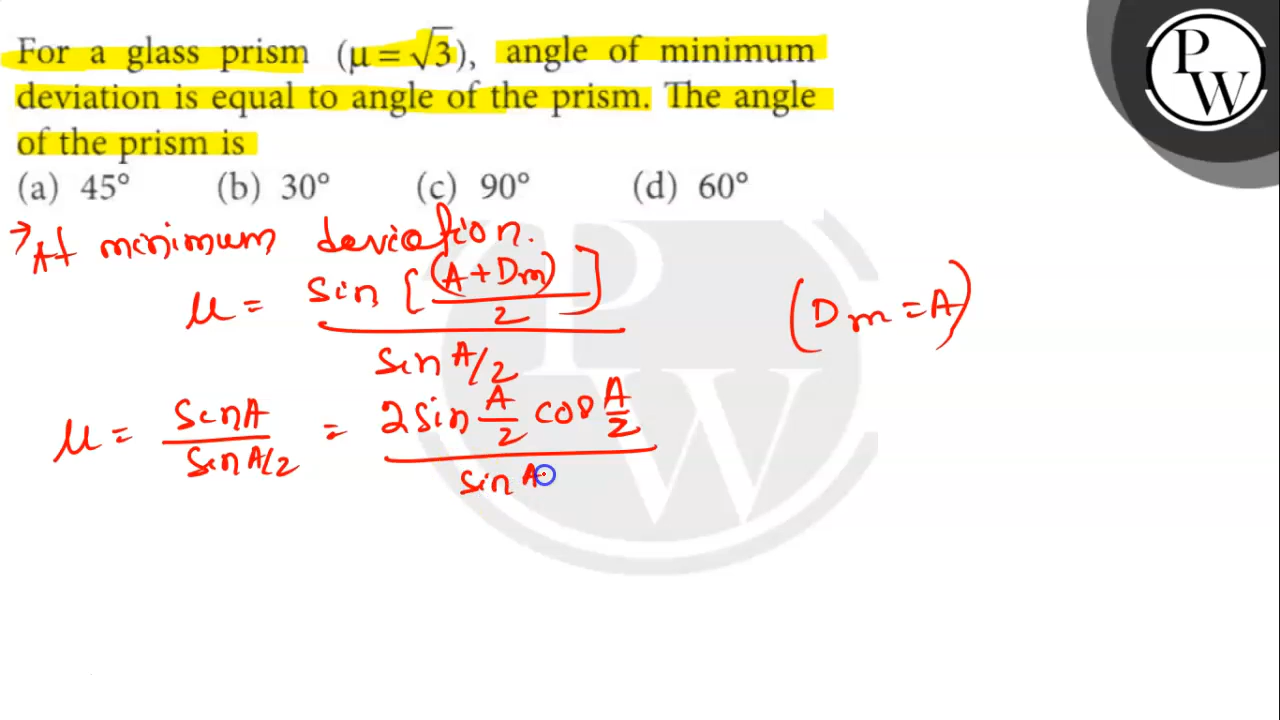 For a glass prism (μ = √3), angle of minimum
deviation is equal to angle of the prism. The angle
of the prism is
(a) 45° (b) 30° (c) 90° (d) 60°
→ At minimum deviation.
μ = sin [(A + Dm)/2] / sin A/2 (Dm = A)
μ = sin A / sin A/2 = 2 sin A/2 cos A/2 / sin A
P W
P W